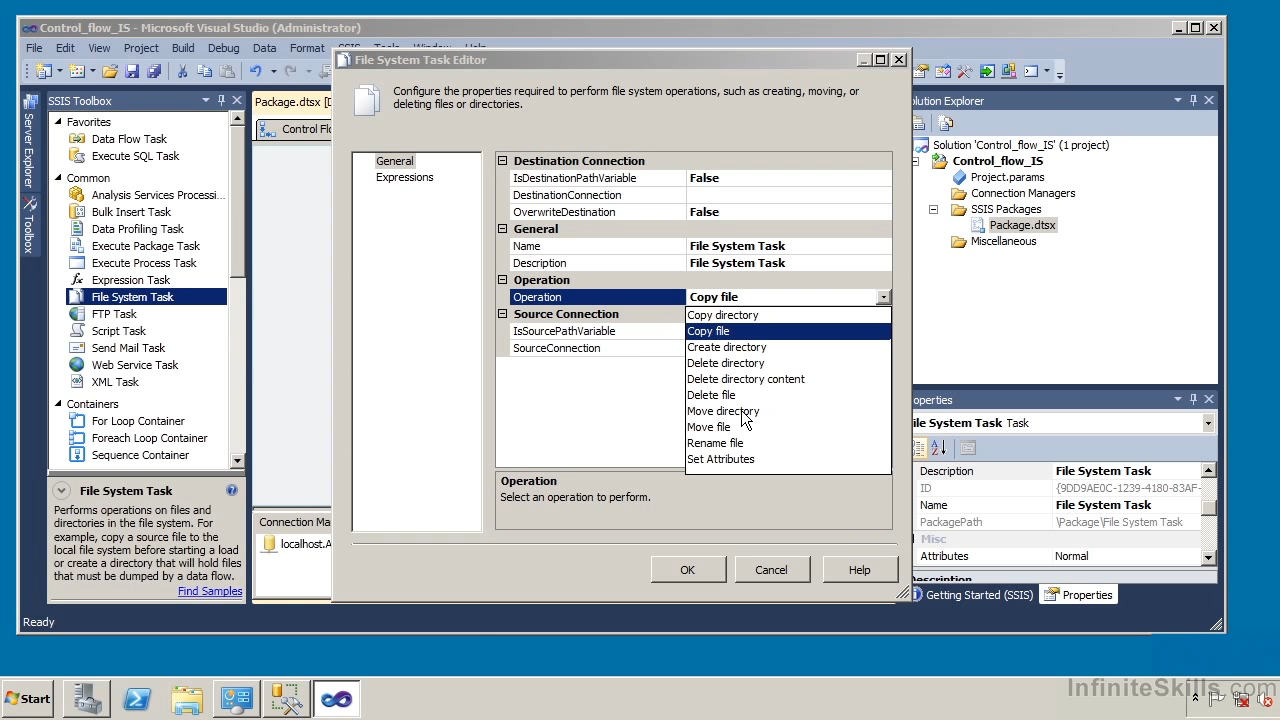 Control_flow_IS - Microsoft Visual Studio (Administrator)
File Edit View Project Build Debug Data Format
File System Task Editor
Configure the properties required to perform file system operations, such as creating, moving, or
deleting files or directories.
SSIS Toolbox
Favorites
Data Flow Task
Execute SQL Task
Common
Analysis Services Processi...
Bulk Insert Task
Data Profiling Task
Execute Package Task
Execute Process Task
Expression Task
File System Task
FTP Task
Script Task
Send Mail Task
Web Service Task
XML Task
Containers
For Loop Container
Foreach Loop Container
Sequence Container
File System Task
Performs operations on files and
directories in the file system. For
example, copy a source file to the
local file system before starting a load
or create a directory that will hold files
that must be dumped by a data flow.
Find Samples
Server Explorer
Toolbox
Package.dtsx [D
Control Flo
Connection Ma
localhost.A
General
Expressions
Destination Connection
IsDestinationPathVariable False
DestinationConnection
OverwriteDestination False
General
Name File System Task
Description File System Task
Operation
Operation Copy file
Source Connection
IsSourcePathVariable
SourceConnection
Copy directory
Copy file
Create directory
Delete directory
Delete directory content
Delete file
Move directory
Move file
Rename file
Set Attributes
Operation
Select an operation to perform.
OK Cancel Help
olution Explorer
Solution 'Control_flow_IS' (1 project)
Control_flow_IS
Project.params
Connection Managers
SSIS Packages
Package.dtsx
Miscellaneous
roperties
ile System Task Task
Description File System Task
ID {9DD9AE0C-1239-4180-83AF-
Name File System Task
PackagePath \Package\File System Task
Misc
Attributes Normal
Description
Getting Started (SSIS) Properties
Ready
Start
InfiniteSkills.com